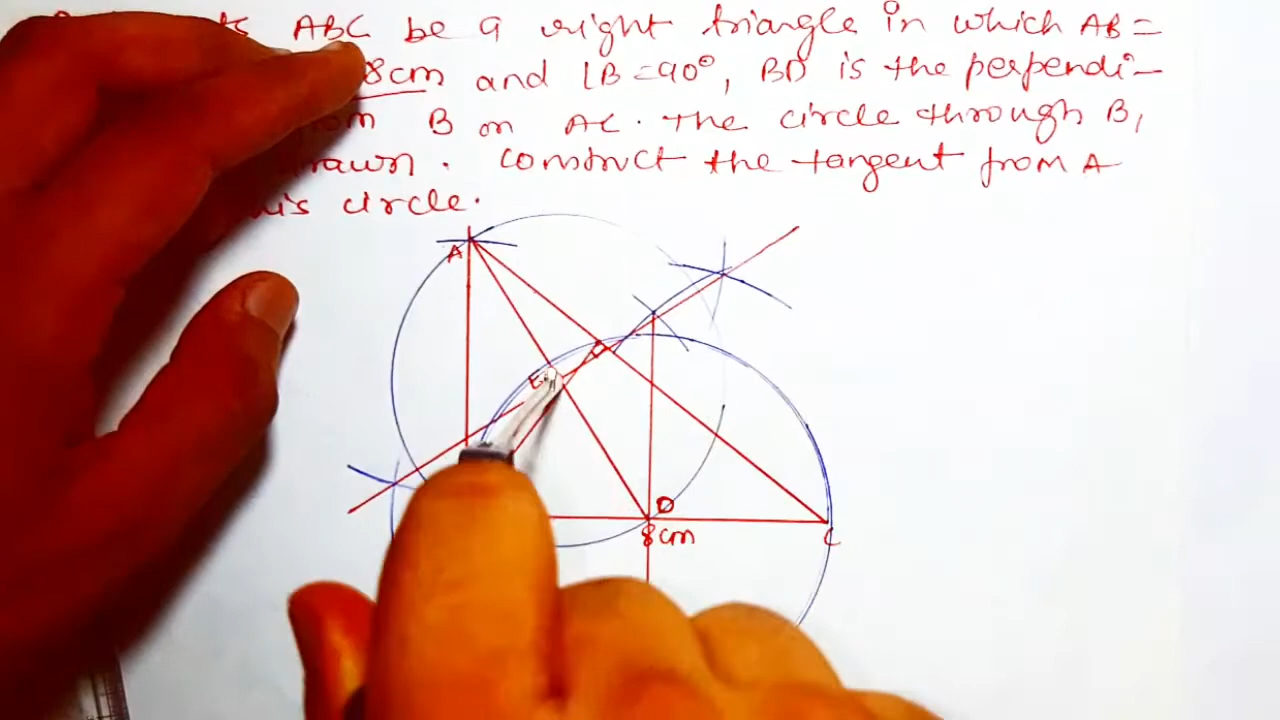 ABC be a right triangle in which AB =
8cm and ∠B = 90°, BD is the perpendi-
B on AC. The circle through B,
. construct the tangent from A
circle.
A
E
O
8cm
C